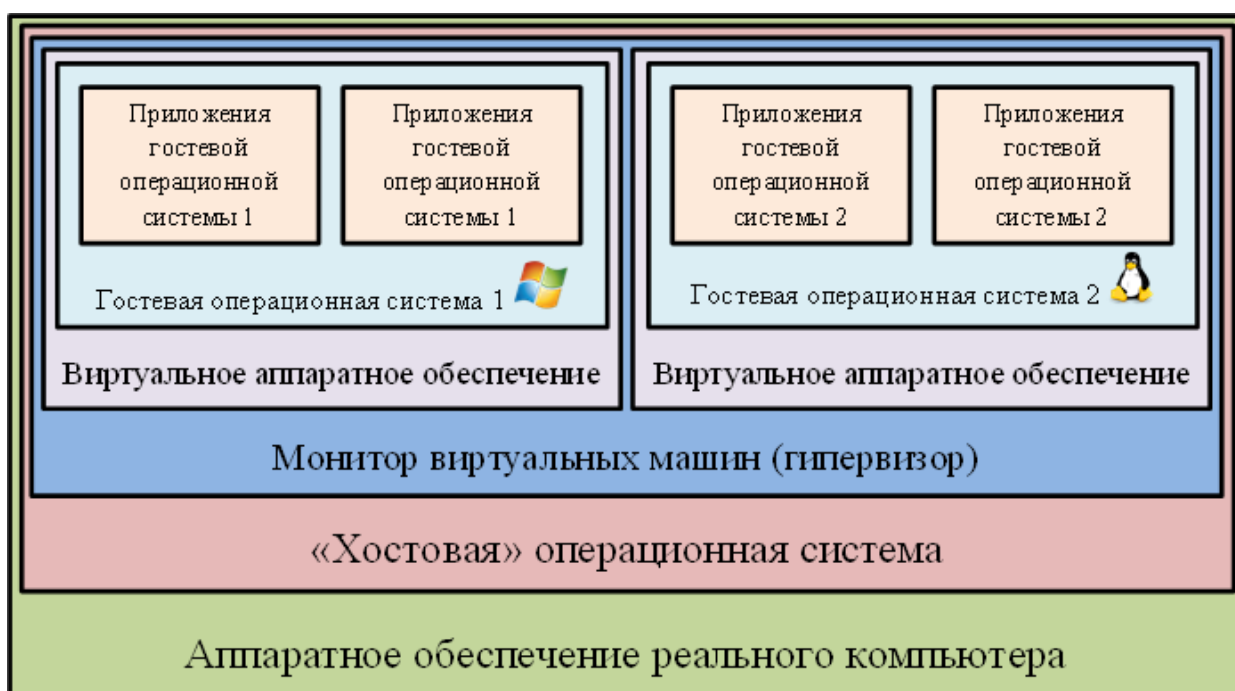 Приложения
гостевой
операционной
системы 1
Приложения
гостевой
операционной
системы 1
Гостевая операционная система 1
Виртуальное аппаратное обеспечение
Приложения
гостевой
операционной
системы 2
Приложения
гостевой
операционной
системы 2
Гостевая операционная система 2
Виртуальное аппаратное обеспечение
Монитор виртуальных машин (гипервизор)
«Хостовая» операционная система
Аппаратное обеспечение реального компьютера